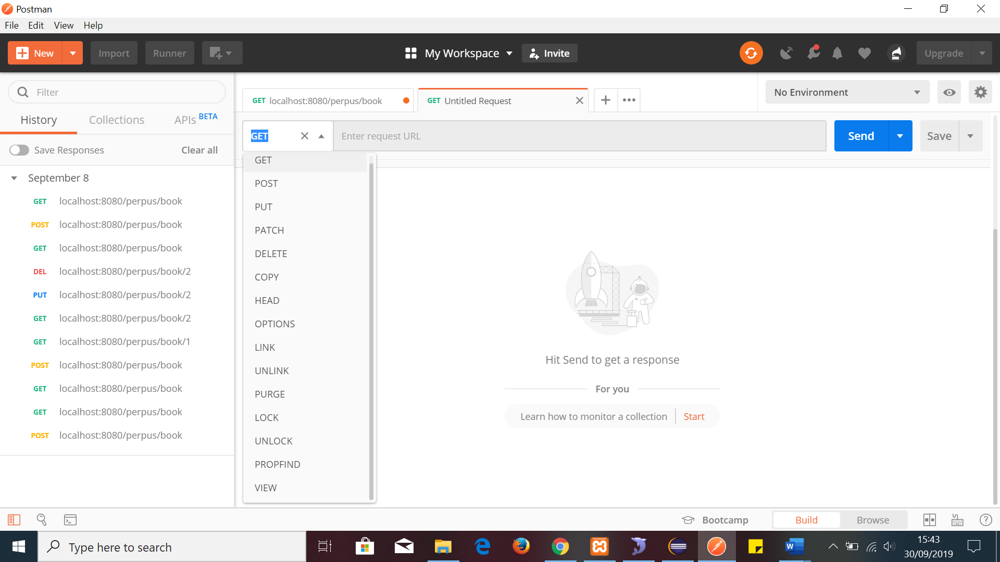 Postman
File Edit View Help
New Import Runner My Workspace Invite Upgrade
Filter
History Collections APIs BETA
Save Responses Clear all
September 8
GET localhost:8080/perpus/book
POST localhost:8080/perpus/book
GET localhost:8080/perpus/book
DEL localhost:8080/perpus/book/2
PUT localhost:8080/perpus/book/2
GET localhost:8080/perpus/book/2
GET localhost:8080/perpus/book/1
POST localhost:8080/perpus/book
GET localhost:8080/perpus/book
GET localhost:8080/perpus/book
POST localhost:8080/perpus/book
GET localhost:8080/perpus/book GET Untitled Request
No Environment
GET Enter request URL Send Save
GET
POST
PUT
PATCH
DELETE
COPY
HEAD
OPTIONS
LINK
UNLINK
PURGE
LOCK
UNLOCK
PROPFIND
VIEW
Hit Send to get a response
For you
Learn how to monitor a collection Start
Bootcamp Build Browse
Type here to search
15:43
30/09/2019